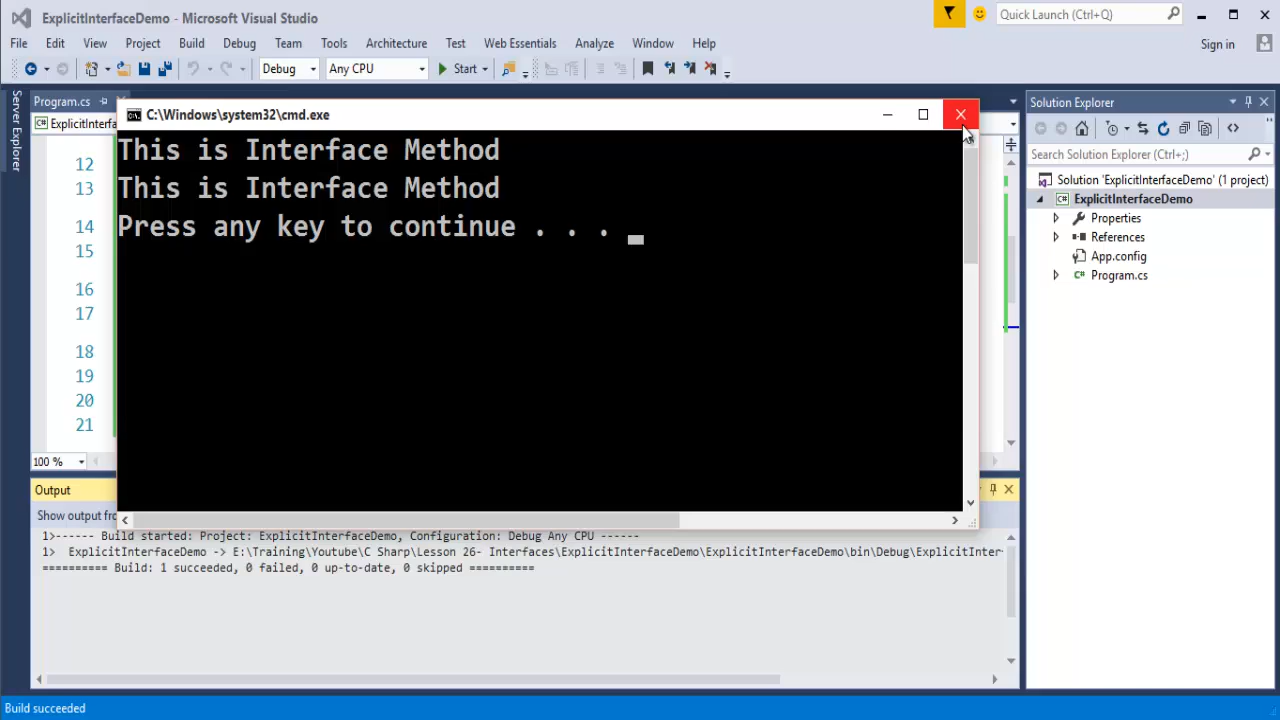 ExplicitInterfaceDemo - Microsoft Visual Studio
Quick Launch (Ctrl+Q)
File Edit View Project Build Debug Team Tools Architecture Test Web Essentials Analyze Window Help
Sign in
Debug Any CPU Start
Server Explorer
Program.cs
ExplicitInterfa
C:\Windows\system32\cmd.exe
This is Interface Method
This is Interface Method
Press any key to continue . . .
12
13
14
15
16
17
18
19
20
21
100 %
Solution Explorer
Search Solution Explorer (Ctrl+;)
Solution 'ExplicitInterfaceDemo' (1 project)
ExplicitInterfaceDemo
Properties
References
App.config
C# Program.cs
Output
Show output fro
1>------ Build started: Project: ExplicitInterfaceDemo, Configuration: Debug Any CPU ------
1>  ExplicitInterfaceDemo -> E:\Training\Youtube\C Sharp\Lesson 26- Interfaces\ExplicitInterfaceDemo\ExplicitInterfaceDemo\bin\Debug\ExplicitInter
========== Build: 1 succeeded, 0 failed, 0 up-to-date, 0 skipped ==========
Build succeeded